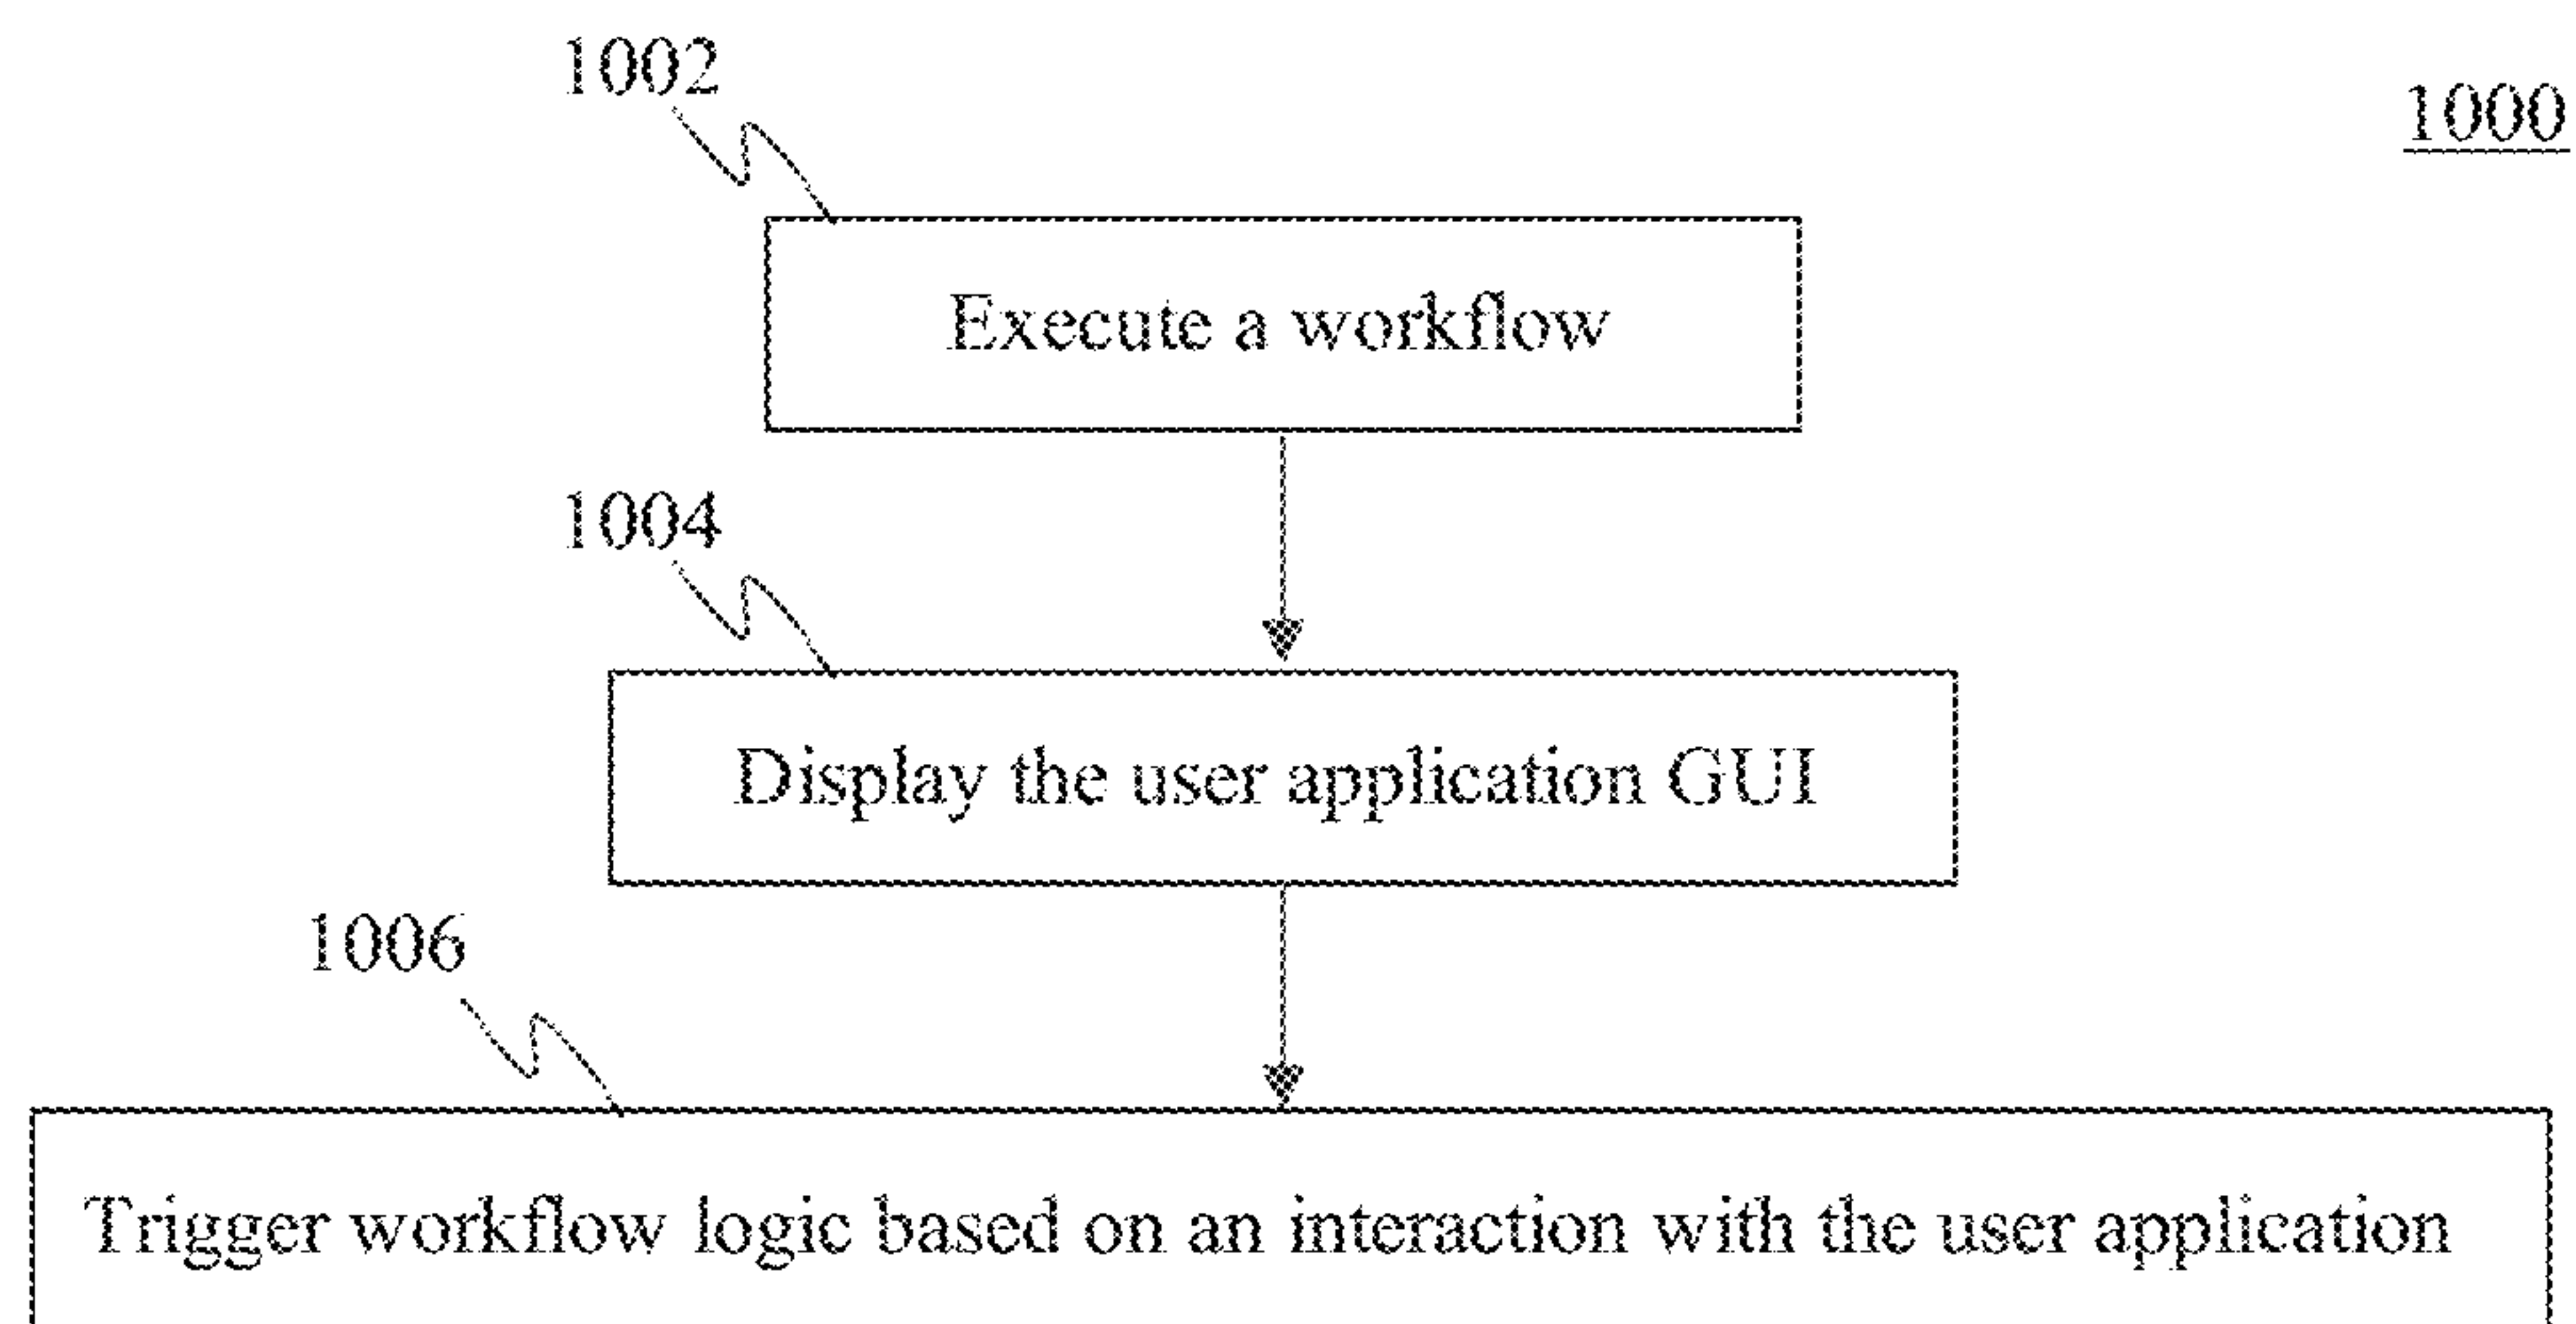 1002
1000
Execute a workflow
1004
Display the user application GUI
1006
Trigger workflow logic based on an interaction with the user application